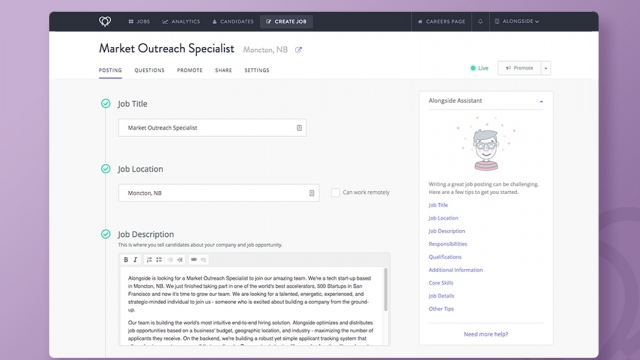 JOBS ANALYTICS CANDIDATES CREATE JOB CAREERS PAGE ALONGSIDE
Market Outreach Specialist Moncton, NB
POSTING QUESTIONS PROMOTE SHARE SETTINGS
Live Promote
Job Title
Market Outreach Specialist
Job Location
Moncton, NB
Can work remotely
Job Description
This is where you tell candidates about your company and job opportunity.
B I
Alongside is looking for a Market Outreach Specialist to join our amazing team. We're a tech start-up based
in Moncton, NB. We just finished taking part in one of the world's best accelerators, 500 Startups in San
Francisco and now it's time to grow our team. We are looking for a talented, energetic, experienced, and
strategic-minded individual to join us - someone who is excited about building a company from the ground-
up.
Our team is building the world's most intuitive end-to-end hiring solution. Alongside optimizes and distributes
job opportunities based on a business' budget, geographic location, and industry - maximizing the number of
applicants they receive. On the backend, we're building a robust yet simple applicant tracking system that
Alongside Assistant
Writing a great job posting can be challenging.
Here are a few tips to get you started.
Job Title
Job Location
Job Description
Responsibilities
Qualifications
Additional Information
Core Skills
Job Details
Other Tips
Need more help?